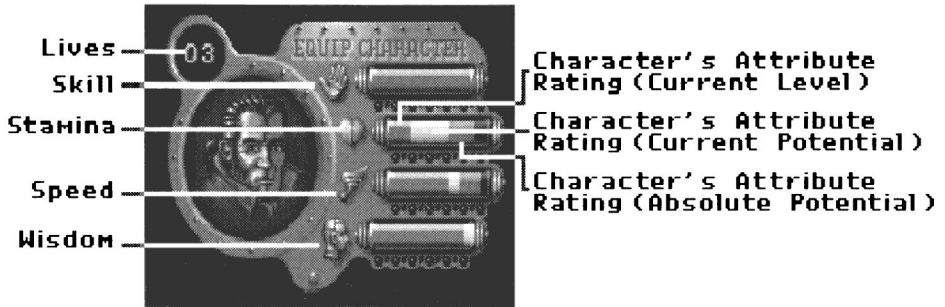 Lives
03
EQUIP CHARACTER
Skill
Stamina
Speed
Wisdom
Character's Attribute
Rating (Current Level)
Character's Attribute
Rating (Current Potential)
Character's Attribute
Rating (Absolute Potential)